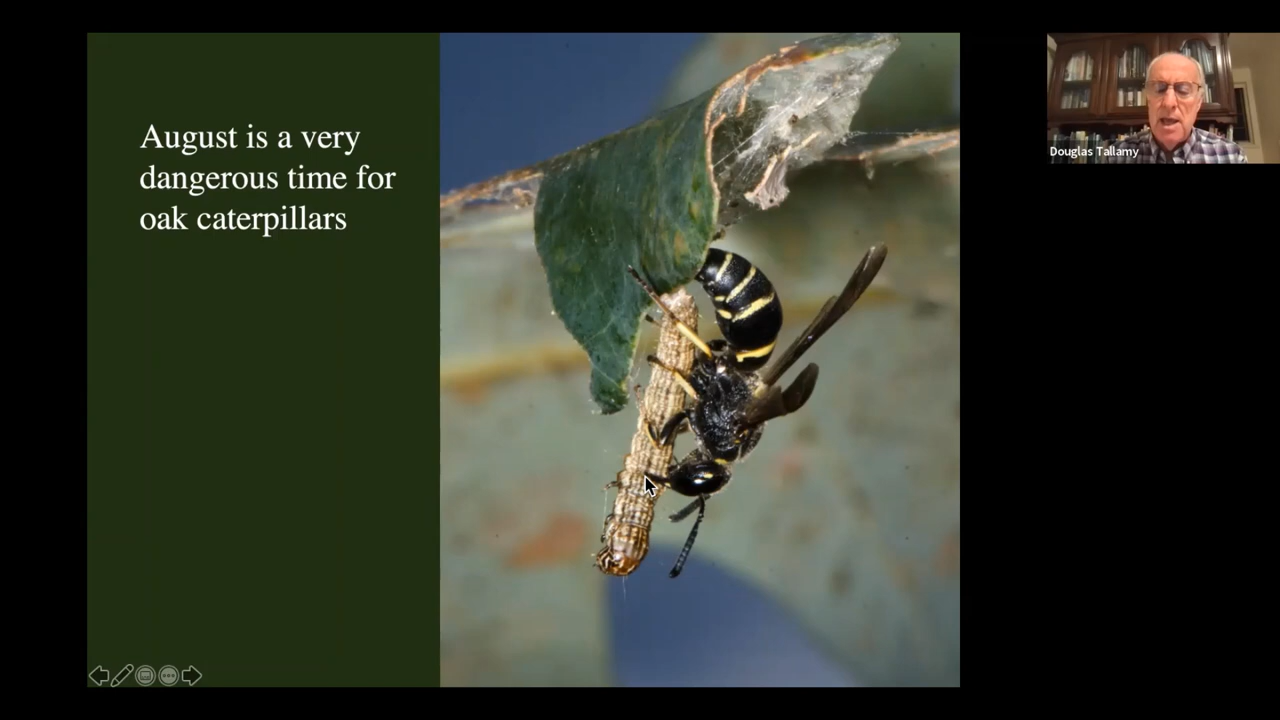 August is a very
dangerous time for
oak caterpillars
Douglas Tallamy